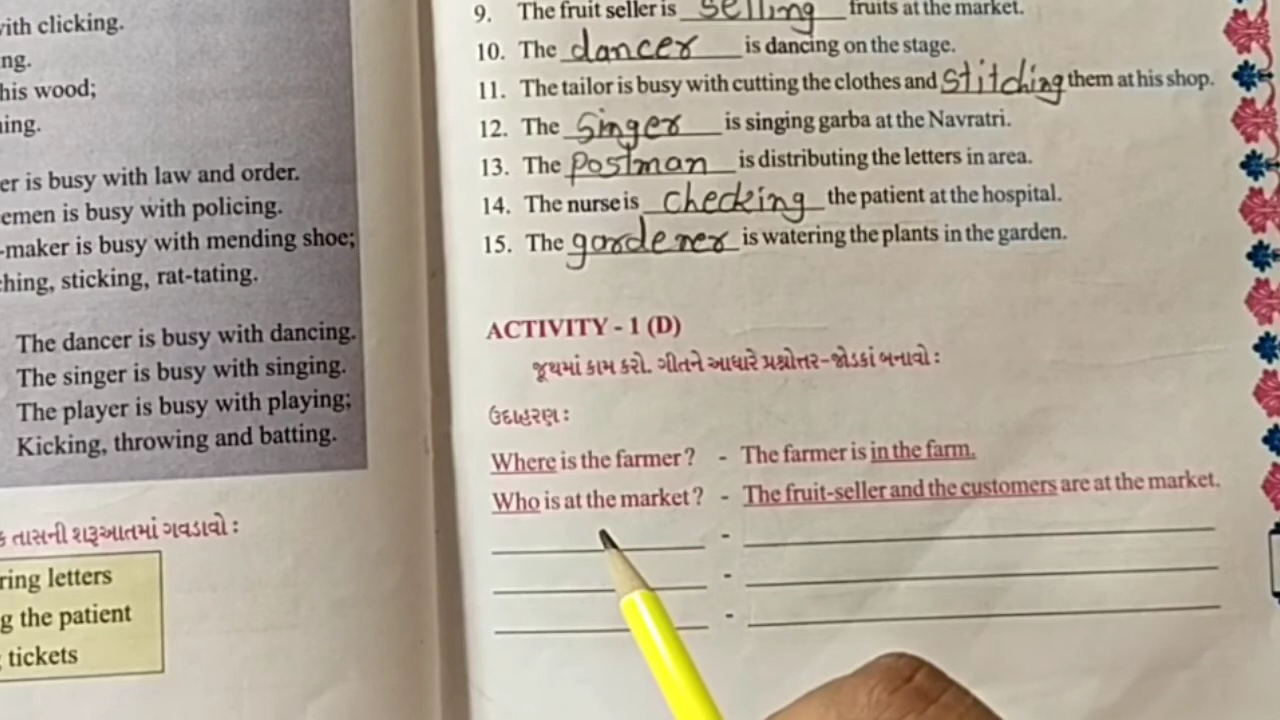 with clicking.
his wood;
er is busy with law and order.
emen is busy with policing.
-maker is busy with mending shoe;
hing, sticking, rat-tating.
The dancer is busy with dancing.
The singer is busy with singing.
The player is busy with playing;
Kicking, throwing and batting.
તાસની શરૂઆતમાં ગવડાવો :
ring letters
g the patient
tickets
9. The fruit seller is selling fruits at the market.
10. The dancer is dancing on the stage.
11. The tailor is busy with cutting the clothes and stitching them at his shop.
12. The singer is singing garba at the Navratri.
13. The postman is distributing the letters in area.
14. The nurse is checking the patient at the hospital.
15. The gardener is watering the plants in the garden.
ACTIVITY - 1 (D)
જૂથમાં કામ કરો. ગીતને આધારે પ્રશ્નોત્તર-જોડકાં બનાવો :
ઉદાહરણ :
Where is the farmer? - The farmer is in the farm.
Who is at the market? - The fruit-seller and the customers are at the market.